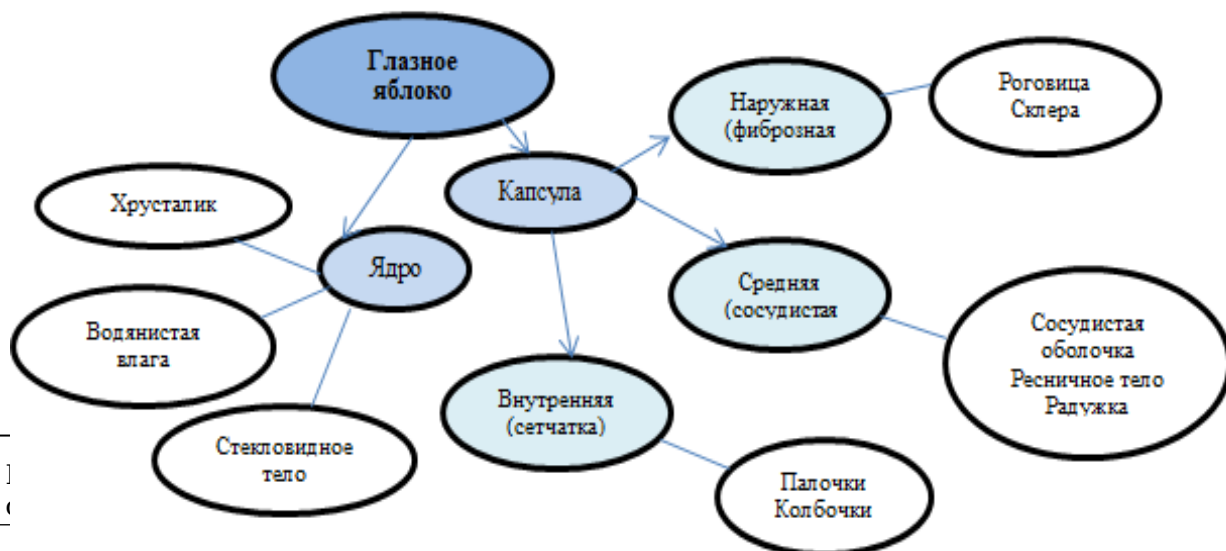 Глазное
яблоко
Наружная
(фиброзная
Роговица
Склера
Капсула
Хрусталик
Ядро
Средняя
(сосудистая
Водянистая
влага
Сосудистая
оболочка
Ресничное тело
Радужка
Внутренняя
(сетчатка)
Стекловидное
тело
Палочки
Колбочки